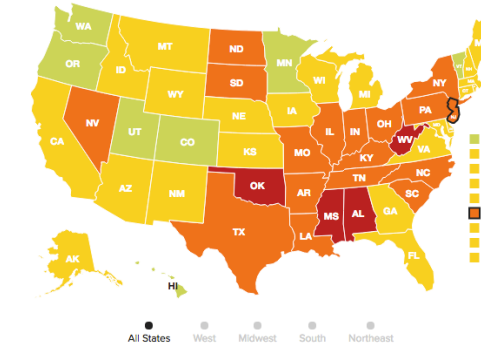 WA
MT
ND
MN
OR
ID
SD
WI
MI
NY
WY
IA
PA
NE
NV
IL
IN
OH
UT
CO
WV
VA
CA
KS
MO
KY
NC
TN
OK
AZ
NM
AR
SC
MS
AL
GA
TX
LA
FL
AK
HI
All States
West
Midwest
South
Northeast